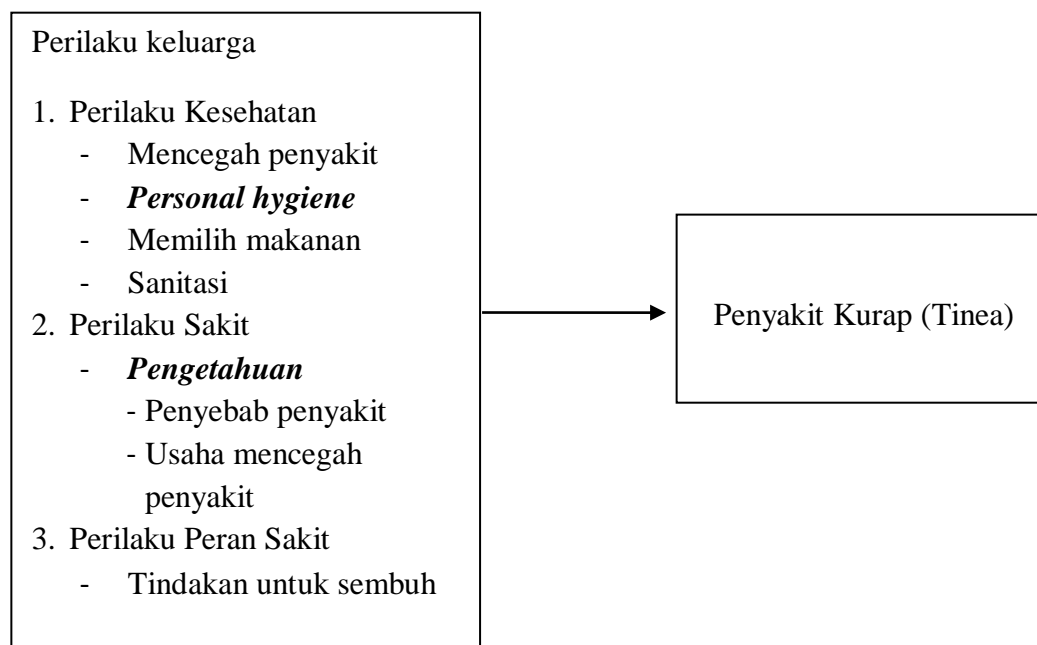 Perilaku keluarga
1. Perilaku Kesehatan
- Mencegah penyakit
- Personal hygiene
- Memilih makanan
- Sanitasi
2. Perilaku Sakit
- Pengetahuan
- Penyebab penyakit
- Usaha mencegah
penyakit
3. Perilaku Peran Sakit
- Tindakan untuk sembuh
Penyakit Kurap (Tinea)